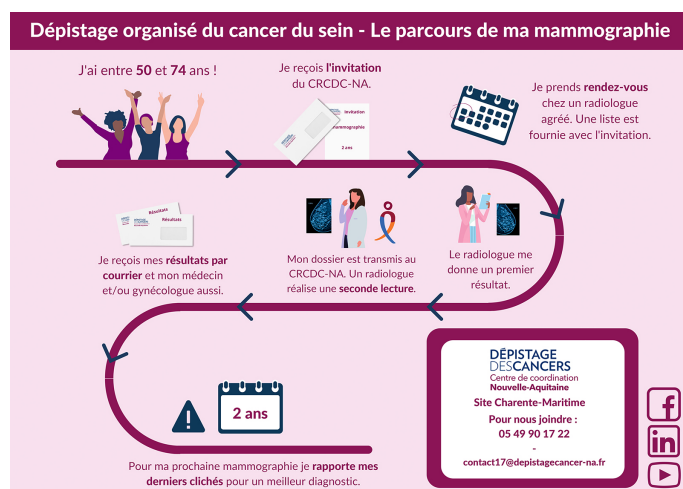 Dépistage organisé du cancer du sein - Le parcours de ma mammographie
J'ai entre 50 et 74 ans !
Je reçois l'invitation
du CRCDC-NA.
Invitation
mammographie
2 ans
Je prends rendez-vous
chez un radiologue
agréé. Une liste est
fournie avec l'invitation.
Le radiologue me
donne un premier
résultat.
Mon dossier est transmis au
CRCDC-NA. Un radiologue
réalise une seconde lecture.
Résultats
Résultats
Je reçois mes résultats par
courrier et mon médecin
et/ou gynécologue aussi.
2 ans
Pour ma prochaine mammographie je rapporte mes
derniers clichés pour un meilleur diagnostic.
DÉPISTAGE
DESCANCERS
Centre de coordination
Nouvelle-Aquitaine
Site Charente-Maritime
Pour nous joindre :
05 49 90 17 22
-
contact17@depistagecancer-na.fr